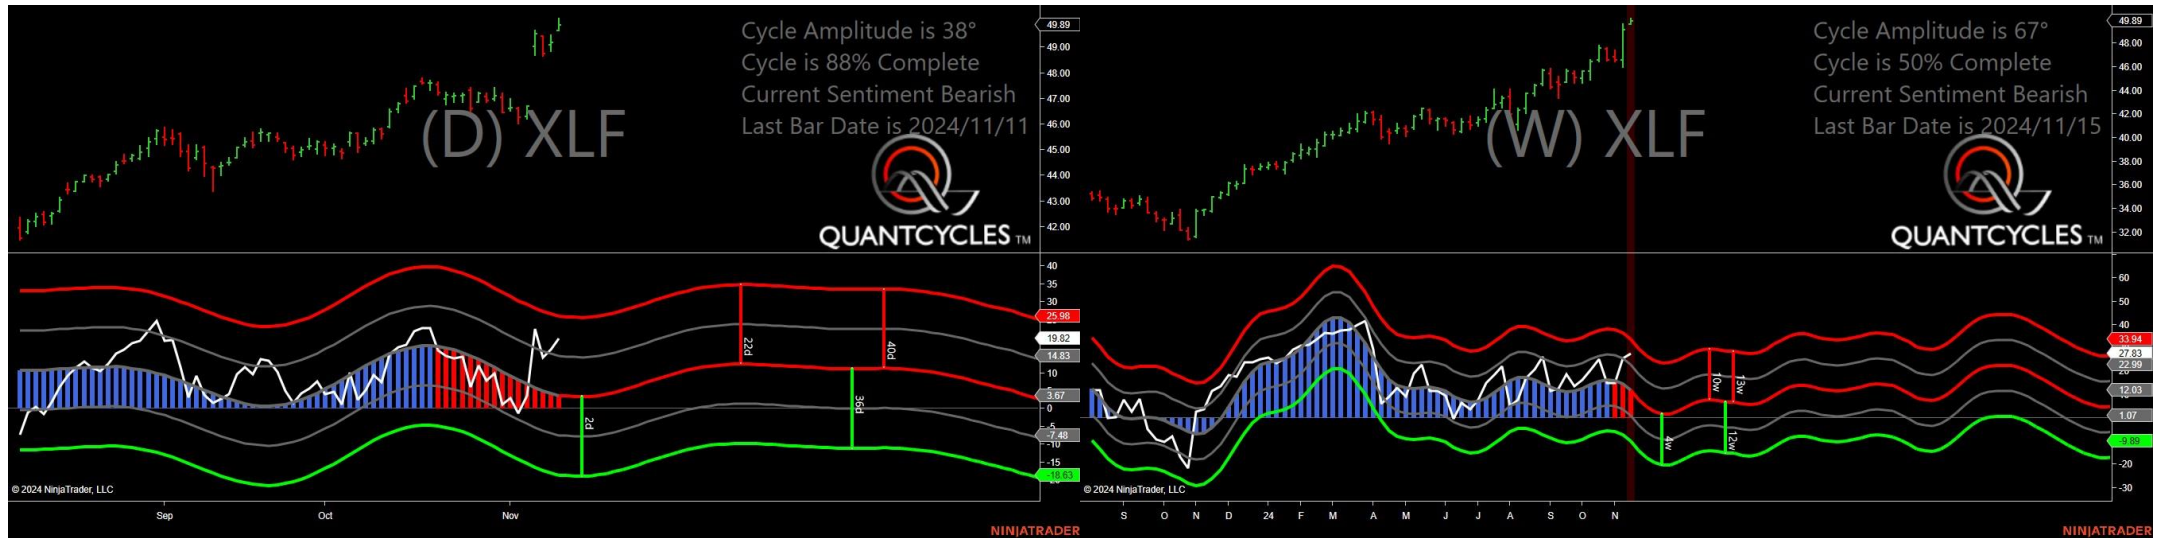 Cycle Amplitude is 38°
Cycle is 88% Complete
Current Sentiment Bearish
Last Bar Date is 2024/11/11
(D) XLF
QUANTCYCLES TM
49.89
49.00
48.00
47.00
46.00
45.00
44.00
43.00
42.00
40
35
30
25.98
19.82
14.83
10
3.67
0
-5
-7.48
-10
-15
-18.63
22d
40d
2d
36d
© 2024 NinjaTrader, LLC
Sep Oct Nov
NINJATRADER
Cycle Amplitude is 67°
Cycle is 50% Complete
Current Sentiment Bearish
Last Bar Date is 2024/11/15
(W) XLF
QUANTCYCLES TM
49.89
48.00
46.00
44.00
42.00
40.00
38.00
36.00
34.00
32.00
60
50
40
33.94
27.83
22.99
12.03
1.07
-9.89
-20
-30
10w
13w
4w
12w
© 2024 NinjaTrader, LLC
S O N D 24 F M A M J J A S O N
NINJATRADER